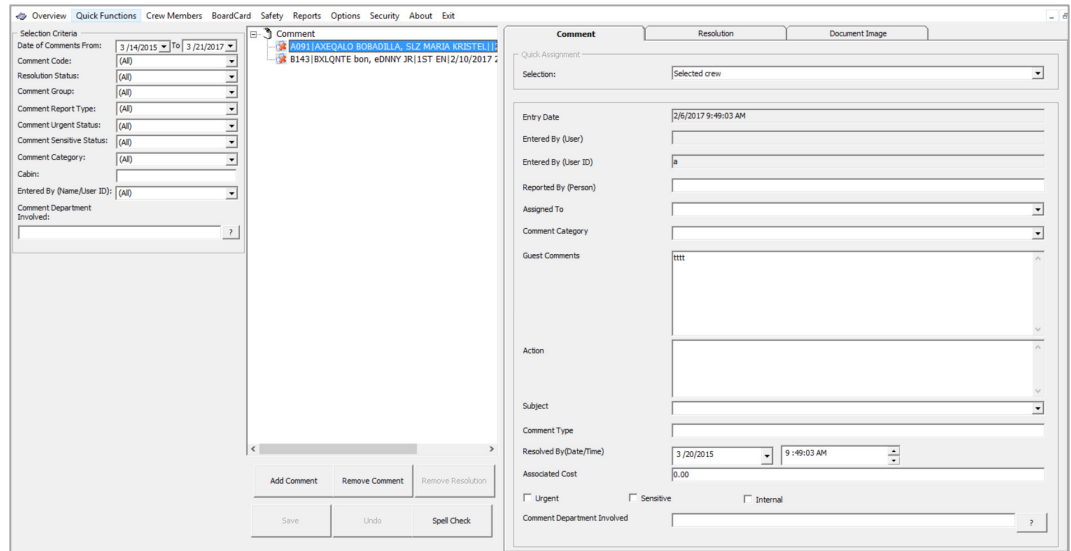 Overview Quick Functions Crew Members BoardCard Safety Reports Options Security About Exit
Selection Criteria
Date of Comments From: 3 /14/2015 To 3 /21/2017
Comment Code: (All)
Resolution Status: (All)
Comment Group: (All)
Comment Report Type: (All)
Comment Urgent Status: (All)
Comment Sensitive Status: (All)
Comment Category: (All)
Cabin:
Entered By (Name/User ID): (All)
Comment Department
Involved:
?
Comment
A091|AXEQALO BOBADILLA, SLZ MARIA KRISTEL||2
B143|BXLQNTE bon, eDNNY JR|1ST EN|2/10/2017 2
Add Comment Remove Comment Remove Resolution
Save Undo Spell Check
Comment Resolution Document Image
Quick Assignment
Selection: Selected crew
Entry Date 2/6/2017 9:49:03 AM
Entered By (User)
Entered By (User ID) a
Reported By (Person)
Assigned To
Comment Category
Guest Comments tttt
Action
Subject
Comment Type
Resolved By(Date/Time) 3 /20/2015 9 :49:03 AM
Associated Cost 0.00
Urgent Sensitive Internal
Comment Department Involved ?